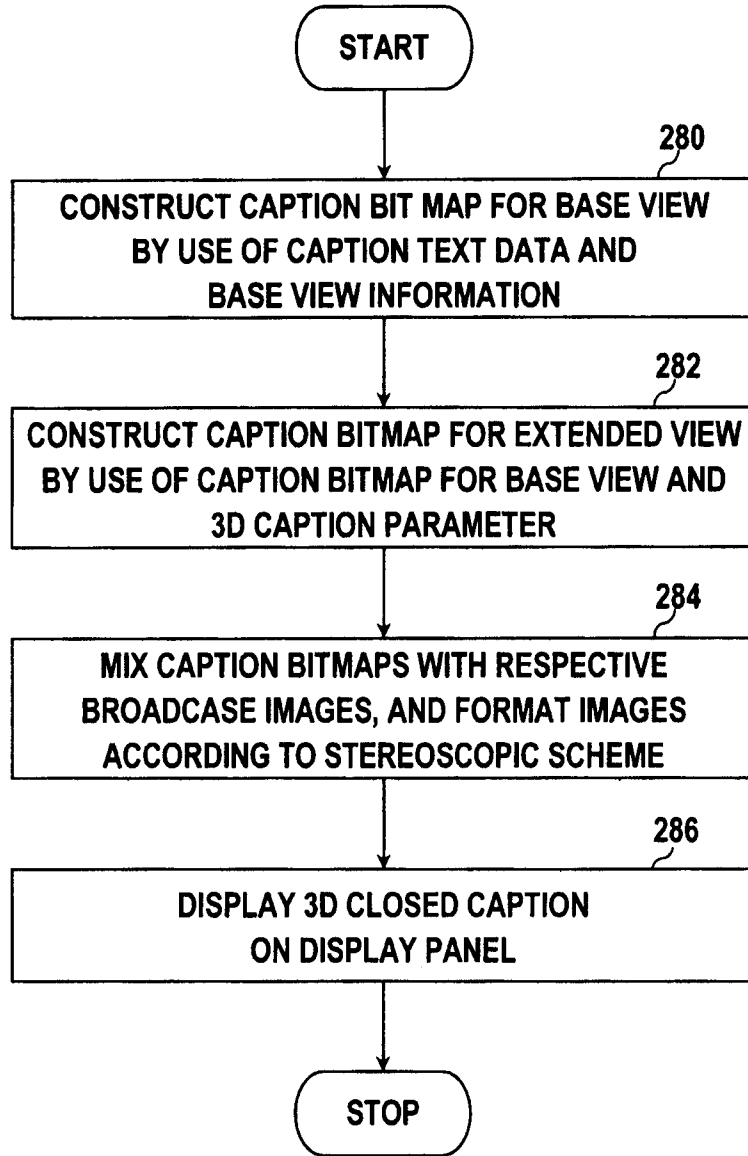 START
280
CONSTRUCT CAPTION BIT MAP FOR BASE VIEW
BY USE OF CAPTION TEXT DATA AND
BASE VIEW INFORMATION
282
CONSTRUCT CAPTION BITMAP FOR EXTENDED VIEW
BY USE OF CAPTION BITMAP FOR BASE VIEW AND
3D CAPTION PARAMETER
284
MIX CAPTION BITMAPS WITH RESPECTIVE
BROADCASE IMAGES, AND FORMAT IMAGES
ACCORDING TO STEREOSCOPIC SCHEME
286
DISPLAY 3D CLOSED CAPTION
ON DISPLAY PANEL
STOP